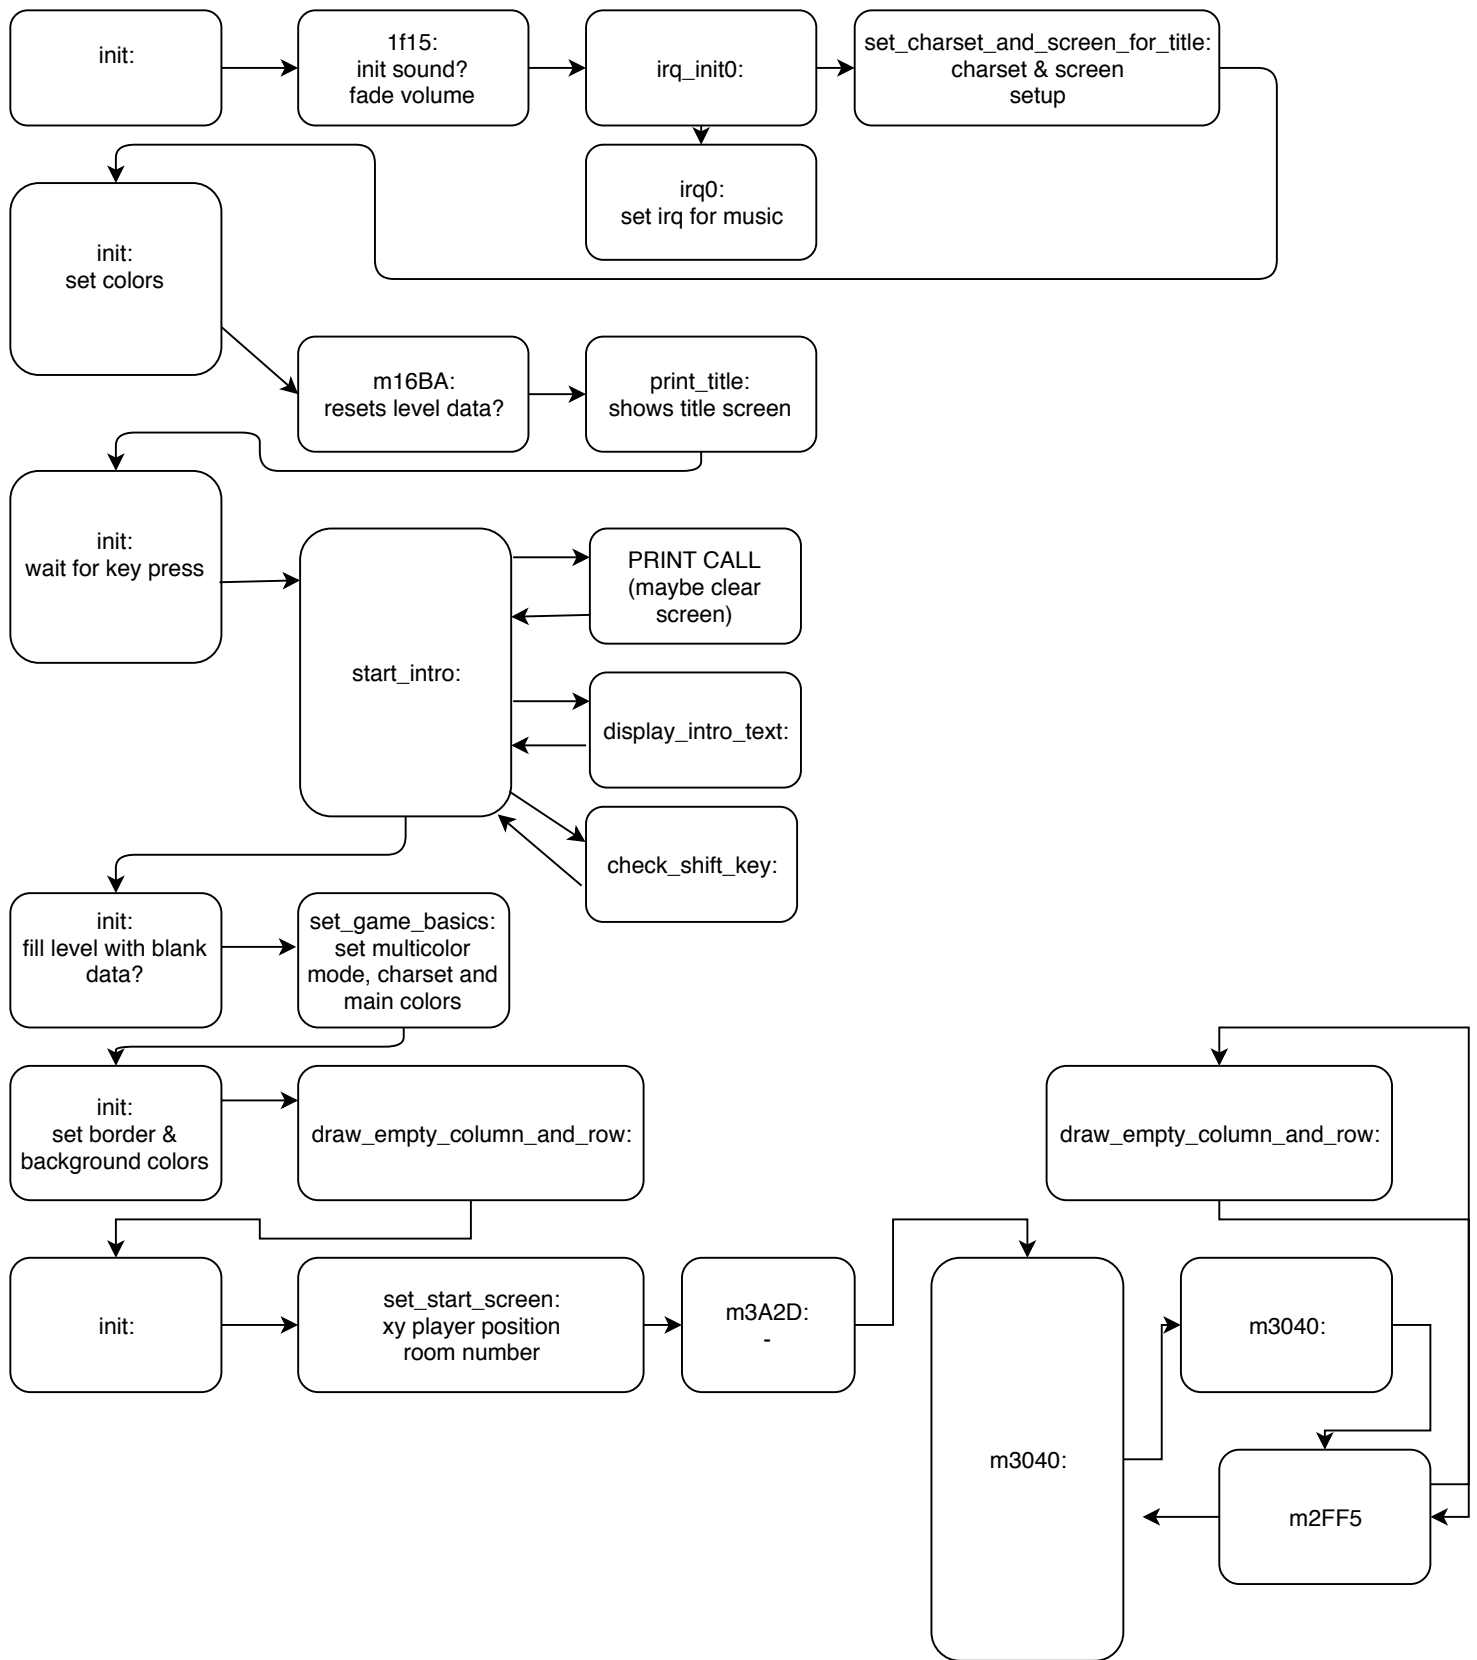 init:
1f15:
init sound?
fade volume
irq_init0:
set_charset_and_screen_for_title:
charset & screen
setup
irq0:
set irq for music
init:
set colors
m16BA:
resets level data?
print_title:
shows title screen
init:
wait for key press
start_intro:
PRINT CALL
(maybe clear
screen)
display_intro_text:
check_shift_key:
init:
fill level with blank
data?
set_game_basics:
set multicolor
mode, charset and
main colors
init:
set border &
background colors
draw_empty_column_and_row:
draw_empty_column_and_row:
init:
set_start_screen:
xy player position
room number
m3A2D:
-
m3040:
m3040:
m2FF5